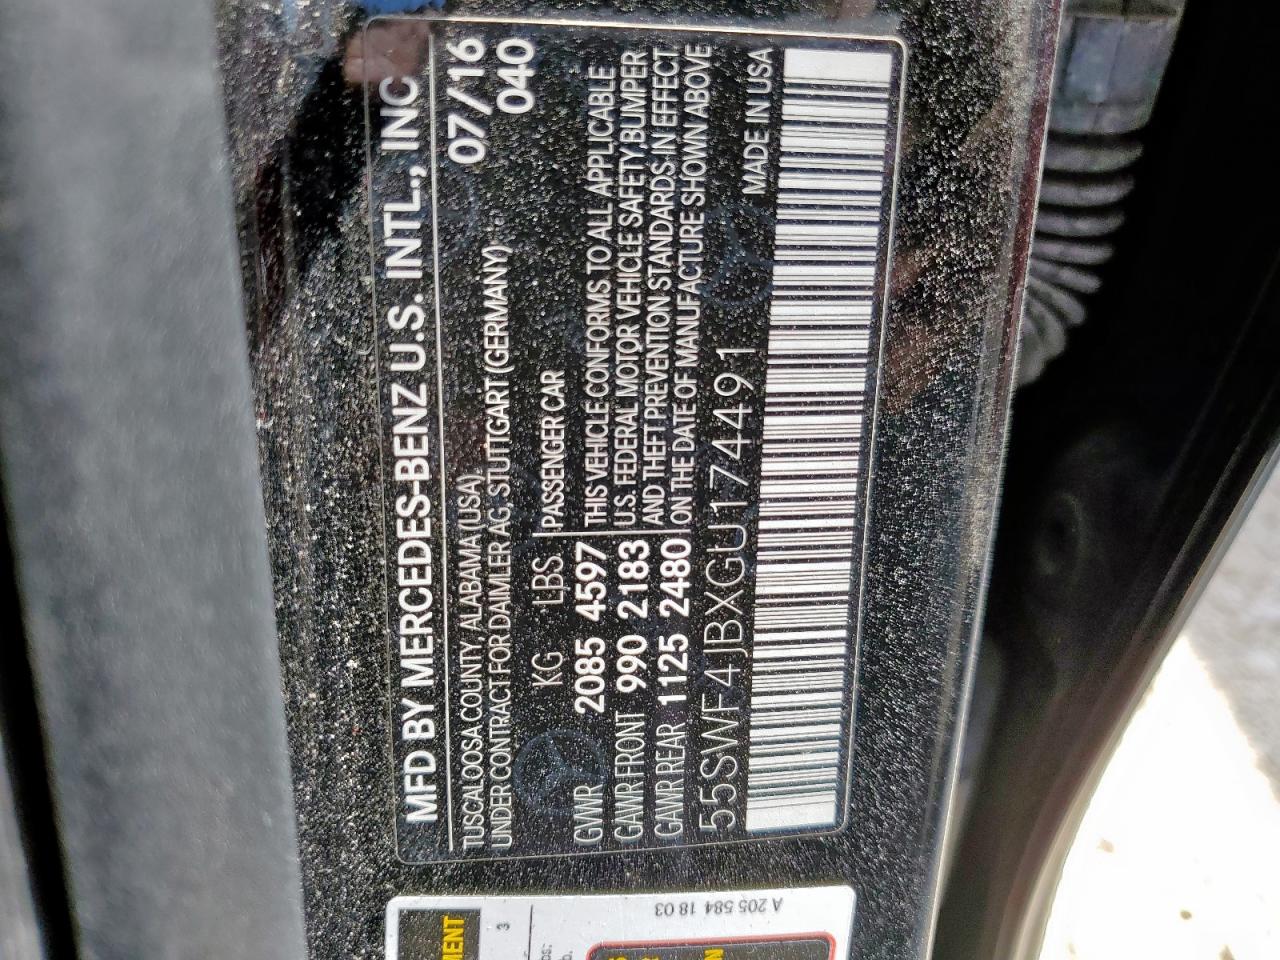 MFD BY MERCEDES-BENZ U.S. INTL., INC
TUSCALOOSA COUNTY, ALABAMA (USA) 07/16
UNDER CONTRACT FOR DAIMLER AG, STUTTGART (GERMANY) 040
KG LBS. PASSENGER CAR
GVWR 2085 4597 THIS VEHICLE CONFORMS TO ALL APPLICABLE
GAWR FRONT 990 2183 U.S. FEDERAL MOTOR VEHICLE SAFETY, BUMPER
GAWR REAR 1125 2480 AND THEFT PREVENTION STANDARDS IN EFFECT
ON THE DATE OF MANUFACTURE SHOWN ABOVE
55SWF4JBXGU174491 MADE IN USA
MENT
3
A 205 584 18 03